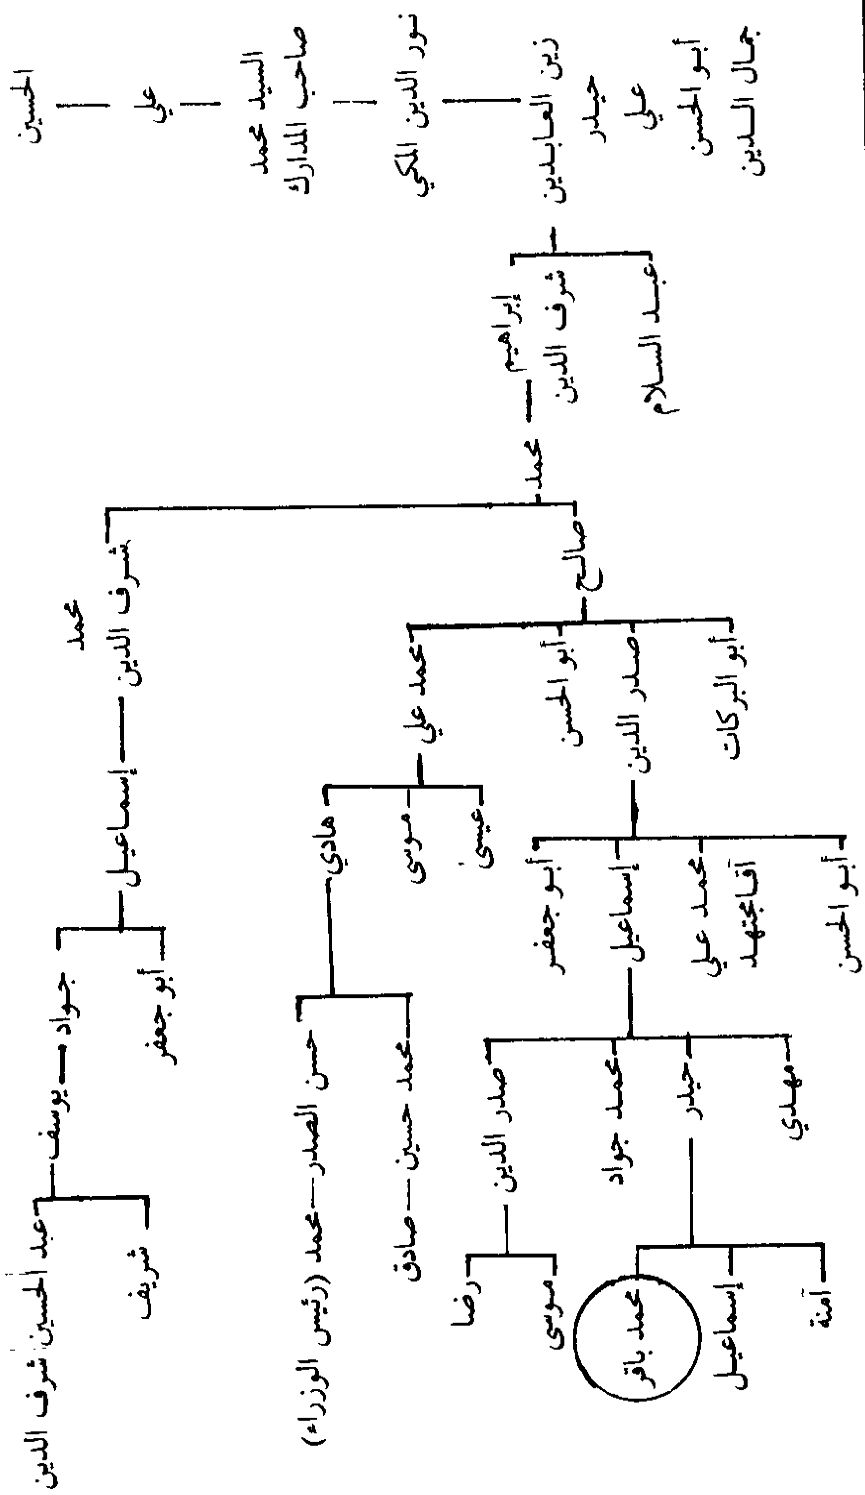 الحسين
علي
السيد محمد
صاحب المدارك
نور الدين المكي
زين العابدين
حيدر
علي
أبو الحسن
جمال الدين
إبراهيم
شرف الدين
عبد السلام
محمد
محمد
شرف الدين
إسماعيل
جواد
أبو جعفر
يوسف
عبد الحسين شرف الدين
شريف
صالح
محمد علي
أبو الحسن
صدر الدين
أبو البركات
هادي
موسى
عيسى
حسن الصدر
محمد (رئيس الوزراء)
محمد حسين
صادق
أبو جعفر
إسماعيل
محمد علي
آقا مجتهد
أبو الحسن
صدر الدين
محمد جواد
حيدر
مهدي
رضا
موسى
محمد باقر
إسماعيل
آمنة